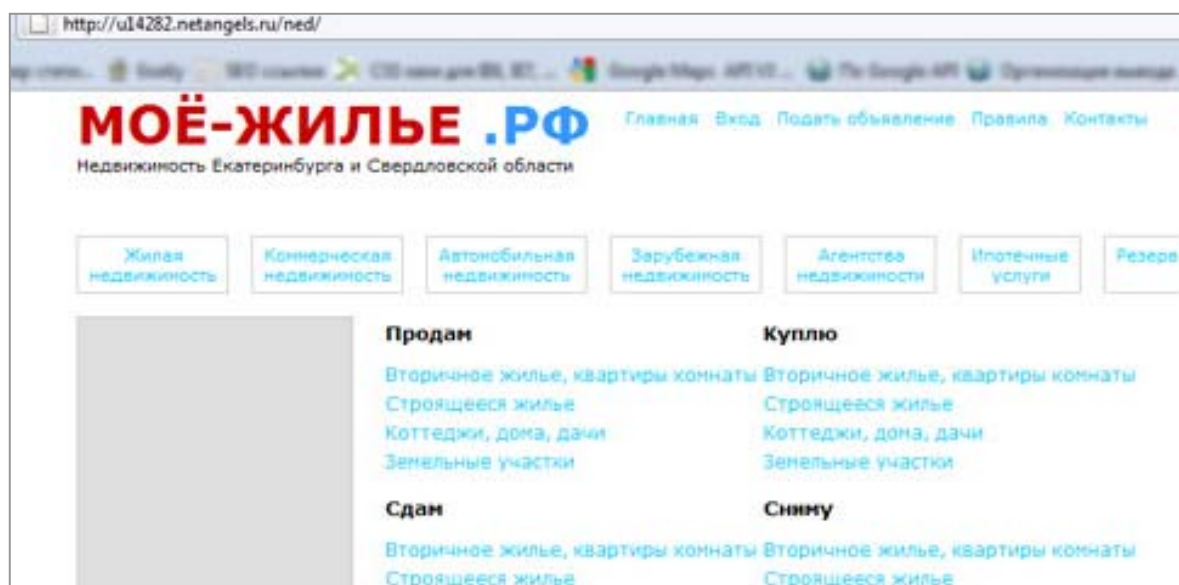 http://u14282.netangels.ru/ned/
МОЁ-ЖИЛЬЕ .РФ
Главная Вход Подать объявление Правила Контакты
Недвижимость Екатеринбурга и Свердловской области
Жилая недвижимость
Коммерческая недвижимость
Автомобильная недвижимость
Зарубежная недвижимость
Агентства недвижимости
Ипотечные услуги
Резерв
Продам
Вторичное жилье, квартиры комнаты
Строящееся жилье
Коттеджи, дома, дачи
Земельные участки
Куплю
Вторичное жилье, квартиры комнаты
Строящееся жилье
Коттеджи, дома, дачи
Земельные участки
Сдам
Вторичное жилье, квартиры комнаты
Строящееся жилье
Сниму
Вторичное жилье, квартиры комнаты
Строящееся жилье